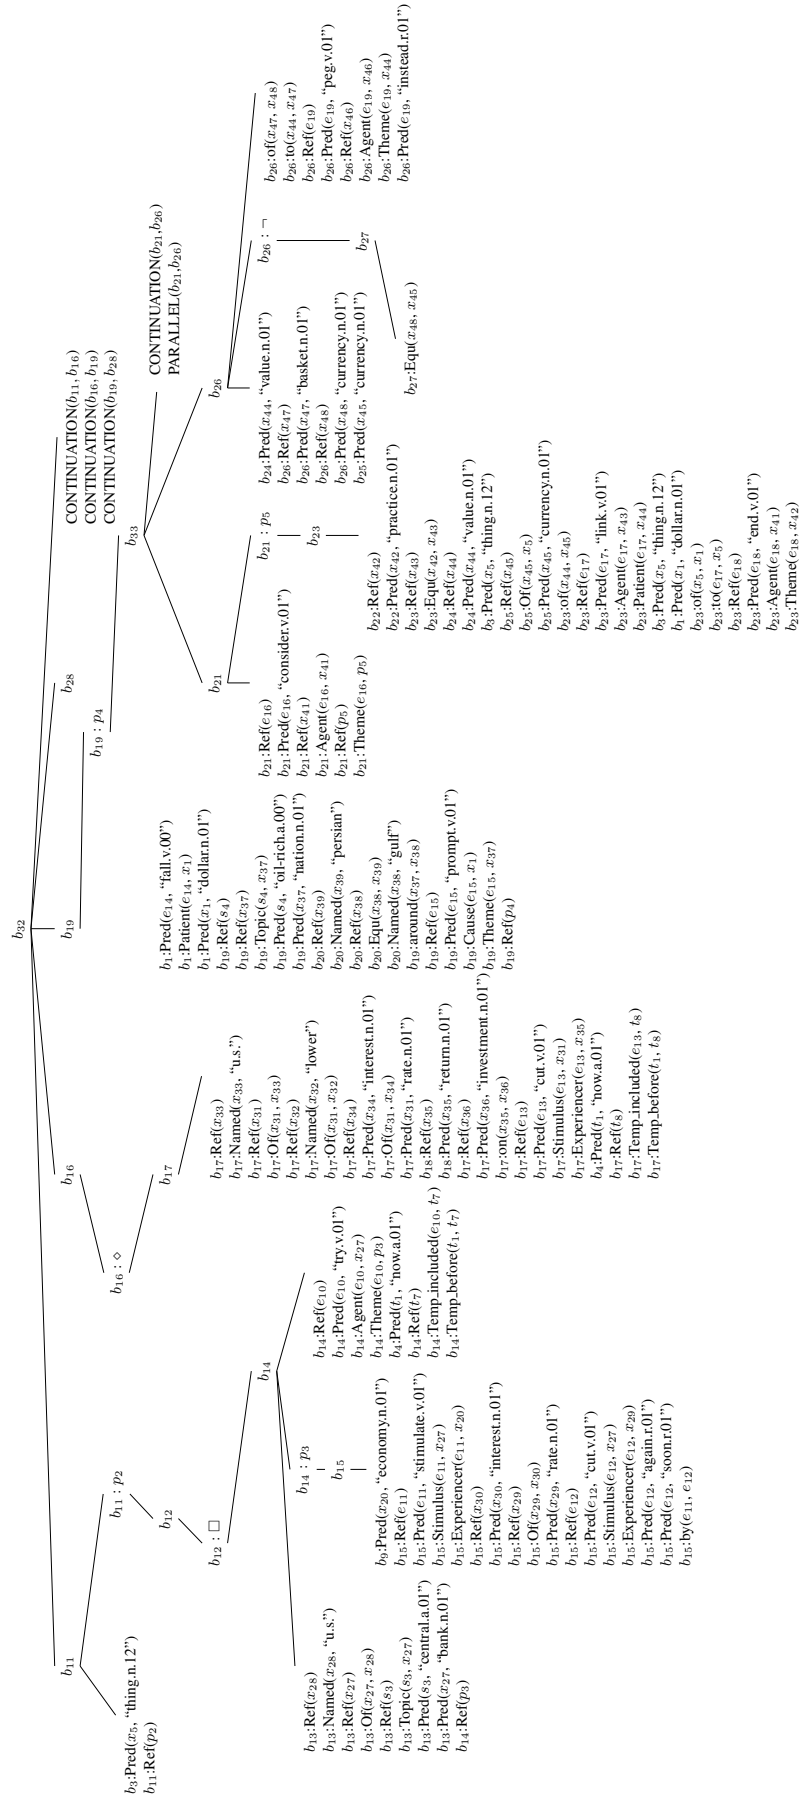 b32
CONTINUATION(b11, b16)
CONTINUATION(b16, b19)
CONTINUATION(b19, b28)
b11
b3:Pred(x5, “thing.n.12”)
b11:Ref(p2)
b11 : p2
b12
b12 : □
b14
b13:Ref(x28)
b13:Named(x28, “u.s.”)
b13:Ref(x27)
b13:Of(x27, x28)
b13:Ref(s3)
b13:Topic(s3, x27)
b13:Pred(s3, “central.a.01”)
b13:Pred(x27, “bank.n.01”)
b14:Ref(p3)
b14 : p3
b15
b9:Pred(x20, “economy.n.01”)
b15:Ref(e11)
b15:Pred(e11, “stimulate.v.01”)
b15:Stimulus(e11, x27)
b15:Experiencer(e11, x20)
b15:Ref(x30)
b15:Pred(x30, “interest.n.01”)
b15:Ref(x29)
b15:Of(x29, x30)
b15:Pred(x29, “rate.n.01”)
b15:Ref(e12)
b15:Pred(e12, “cut.v.01”)
b15:Stimulus(e12, x27)
b15:Experiencer(e12, x29)
b15:Pred(e12, “again.r.01”)
b15:Pred(e12, “soon.r.01”)
b15:by(e11, e12)
b14:Ref(e10)
b14:Pred(e10, “try.v.01”)
b14:Agent(e10, x27)
b14:Theme(e10, p3)
b4:Pred(t1, “now.a.01”)
b14:Ref(t7)
b14:Temp_included(e10, t7)
b14:Temp_before(t1, t7)
b16
b16 : ⋄
b17
b17:Ref(x33)
b17:Named(x33, “u.s.”)
b17:Ref(x31)
b17:Of(x31, x33)
b17:Ref(x32)
b17:Named(x32, “lower”)
b17:Of(x31, x32)
b17:Ref(x34)
b17:Pred(x34, “interest.n.01”)
b17:Of(x31, x34)
b17:Pred(x31, “rate.n.01”)
b18:Ref(x35)
b18:Pred(x35, “return.n.01”)
b17:Ref(x36)
b17:Pred(x36, “investment.n.01”)
b17:on(x35, x36)
b17:Ref(e13)
b17:Pred(e13, “cut.v.01”)
b17:Stimulus(e13, x31)
b17:Experiencer(e13, x35)
b4:Pred(t1, “now.a.01”)
b17:Ref(t8)
b17:Temp_included(e13, t8)
b17:Temp_before(t1, t8)
b19
b1:Pred(e14, “fall.v.00”)
b1:Patient(e14, x1)
b1:Pred(x1, “dollar.n.01”)
b19:Ref(s4)
b19:Ref(x37)
b19:Topic(s4, x37)
b19:Pred(s4, “oil-rich.a.00”)
b19:Pred(x37, “nation.n.01”)
b20:Ref(x39)
b20:Named(x39, “persian”)
b20:Ref(x38)
b20:Equ(x38, x39)
b20:Named(x38, “gulf”)
b19:around(x37, x38)
b19:Ref(e15)
b19:Pred(e15, “prompt.v.01”)
b19:Cause(e15, x1)
b19:Theme(e15, x37)
b19:Ref(p4)
b28
b19 : p4
b33
CONTINUATION(b21,b26)
PARALLEL(b21,b26)
b21
b21:Ref(e16)
b21:Pred(e16, “consider.v.01”)
b21:Ref(x41)
b21:Agent(e16, x41)
b21:Ref(p5)
b21:Theme(e16, p5)
b21 : p5
b23
b22:Ref(x42)
b22:Pred(x42, “practice.n.01”)
b23:Ref(x43)
b23:Equ(x42, x43)
b24:Ref(x44)
b24:Pred(x44, “value.n.01”)
b3:Pred(x5, “thing.n.12”)
b25:Ref(x45)
b25:Of(x45, x5)
b25:Pred(x45, “currency.n.01”)
b23:of(x44, x45)
b23:Ref(e17)
b23:Pred(e17, “link.v.01”)
b23:Agent(e17, x43)
b23:Patient(e17, x44)
b3:Pred(x5, “thing.n.12”)
b1:Pred(x1, “dollar.n.01”)
b23:of(x5, x1)
b23:to(e17, x5)
b23:Ref(e18)
b23:Pred(e18, “end.v.01”)
b23:Agent(e18, x41)
b23:Theme(e18, x42)
b26
b24:Pred(x44, “value.n.01”)
b26:Ref(x47)
b26:Pred(x47, “basket.n.01”)
b26:Ref(x48)
b26:Pred(x48, “currency.n.01”)
b25:Pred(x45, “currency.n.01”)
b26 : ¬
b27
b27:Equ(x48, x45)
b26:of(x47, x48)
b26:to(x44, x47)
b26:Ref(e19)
b26:Pred(e19, “peg.v.01”)
b26:Ref(x46)
b26:Agent(e19, x46)
b26:Theme(e19, x44)
b26:Pred(e19, “instead.r.01”)